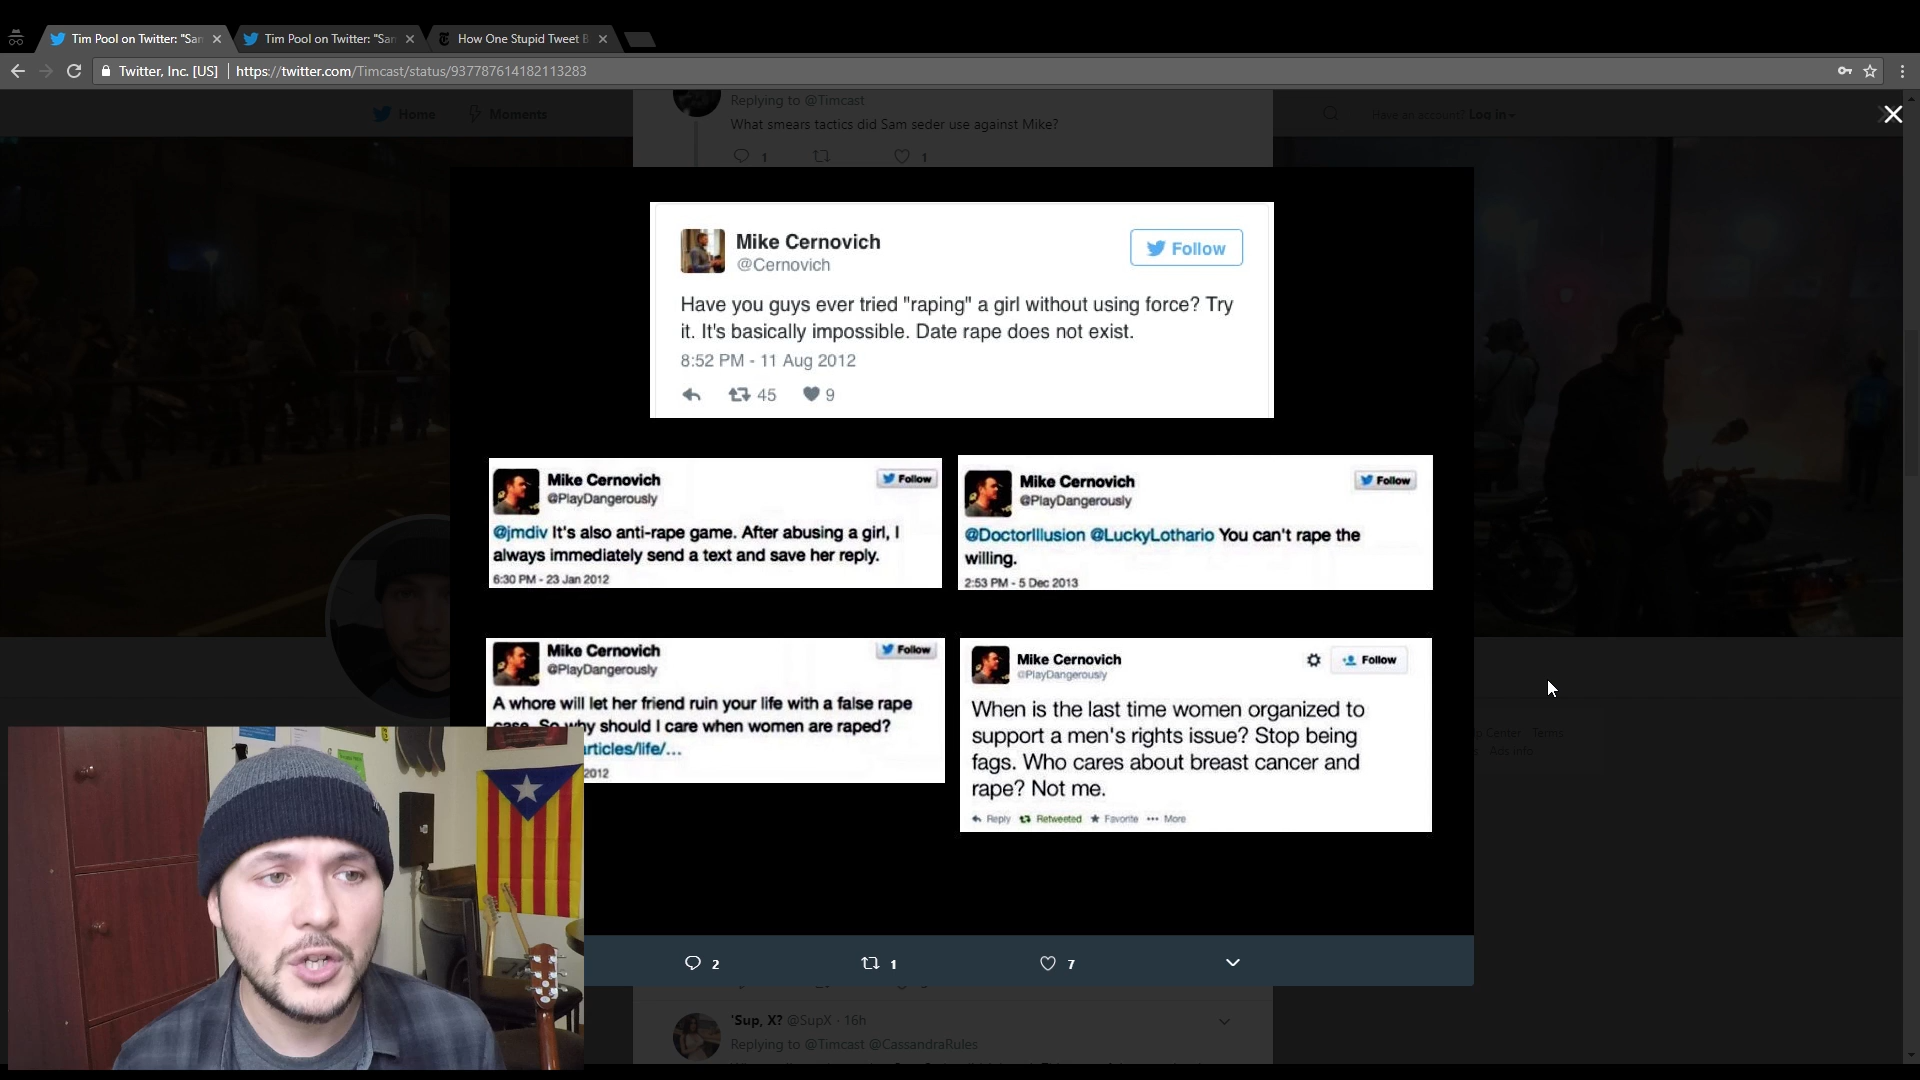 Tim Pool on Twitter: "San
Tim Pool on Twitter: "San
How One Stupid Tweet B
Twitter, Inc. [US]
https://twitter.com/Timcast/status/937787614182113283
Home
Moments
Have an account? Log in
Replying to @Timcast
What smears tactics did Sam seder use against Mike?
1
1
Mike Cernovich
@Cernovich
Follow
Have you guys ever tried "raping" a girl without using force? Try
it. It's basically impossible. Date rape does not exist.
8:52 PM - 11 Aug 2012
45
9
Mike Cernovich
@PlayDangerously
Follow
@jmdiv It's also anti-rape game. After abusing a girl, I
always immediately send a text and save her reply.
6:30 PM - 23 Jan 2012
Mike Cernovich
@PlayDangerously
Follow
@DoctorIllusion @LuckyLothario You can't rape the
willing.
2:53 PM - 5 Dec 2013
Mike Cernovich
@PlayDangerously
Follow
A whore will let her friend ruin your life with a false rape
case. So why should I care when women are raped?
articles/life/...
2012
Mike Cernovich
@PlayDangerously
Follow
When is the last time women organized to
support a men's rights issue? Stop being
fags. Who cares about breast cancer and
rape? Not me.
Reply
Retweeted
Favorite
More
Center Terms
Ads info
2
1
7
'Sup, X? @SupX · 16h
Replying to @Timcast @CassandraRules